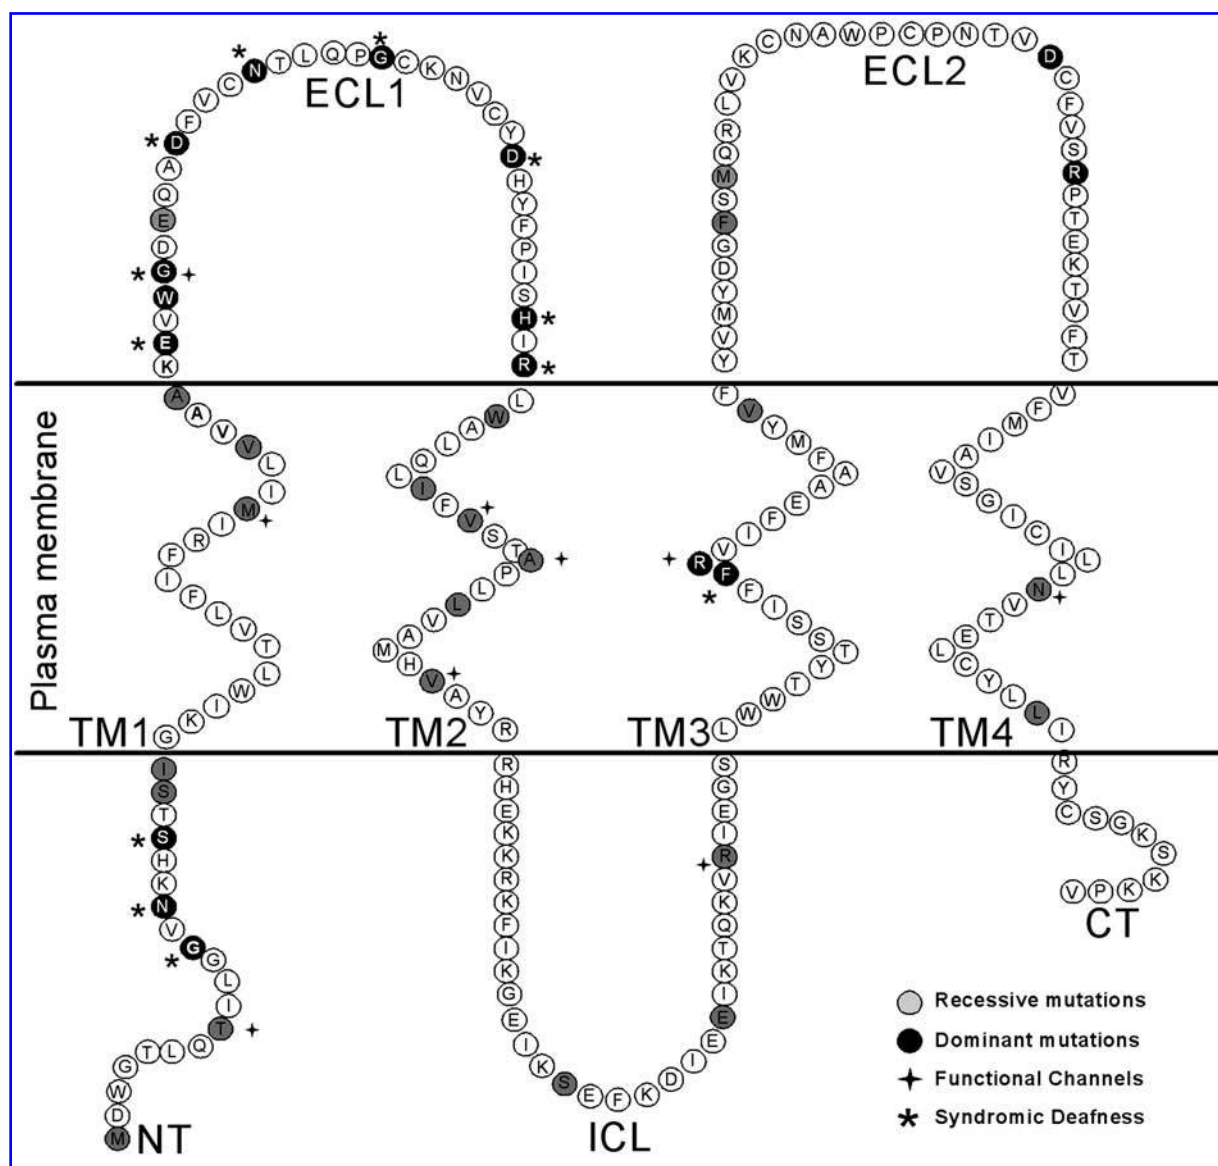 ECL1
ECL2
K E V W G D E Q A D F V C N T L Q P G C K N V C Y D H Y F P I S H I R
Y V M Y D G F S M Q R L V K C N A W P C P N T V D C F V S R P T E K T V F T
Plasma membrane
A A V V L I M I R F I F L V T L W I K G
L W A L Q L I F V S T A P L L V A M H V A Y R
F V Y M F A A E F I V R F F I S S T Y T W W L
V F M I A V S G I C I L L N V T E L C Y L L I
TM1
TM2
TM3
TM4
I S T S H K N V G G L I T Q L T G W D M
R H E K K R K F I K G E I K S E F K D I E E I K T Q K V R I E G S
R Y C S G K S K K P V
CT
NT
ICL
Recessive mutations
Dominant mutations
Functional Channels
Syndromic Deafness